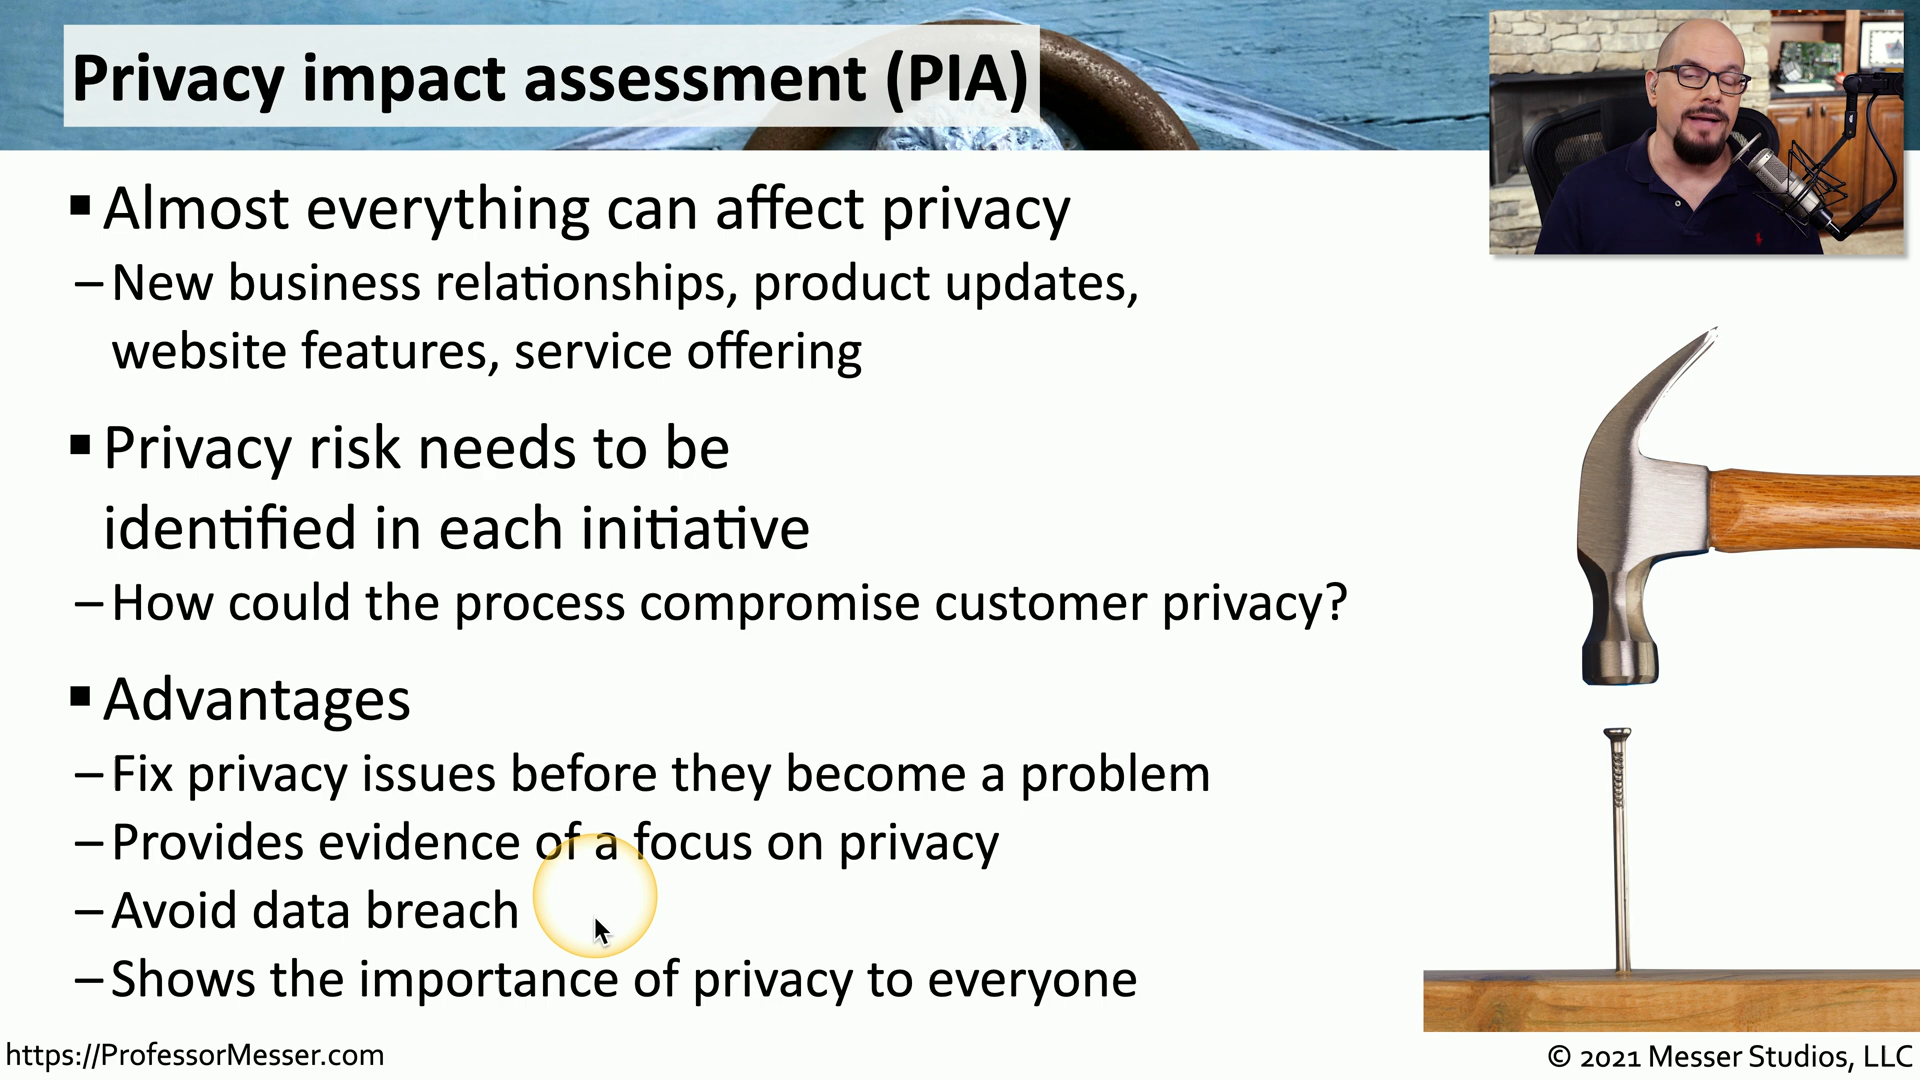 Privacy impact assessment (PIA)
▪ Almost everything can affect privacy
– New business relationships, product updates,
website features, service offering
▪ Privacy risk needs to be
identified in each initiative
– How could the process compromise customer privacy?
▪ Advantages
– Fix privacy issues before they become a problem
– Provides evidence of a focus on privacy
– Avoid data breach
– Shows the importance of privacy to everyone
https://ProfessorMesser.com
© 2021 Messer Studios, LLC